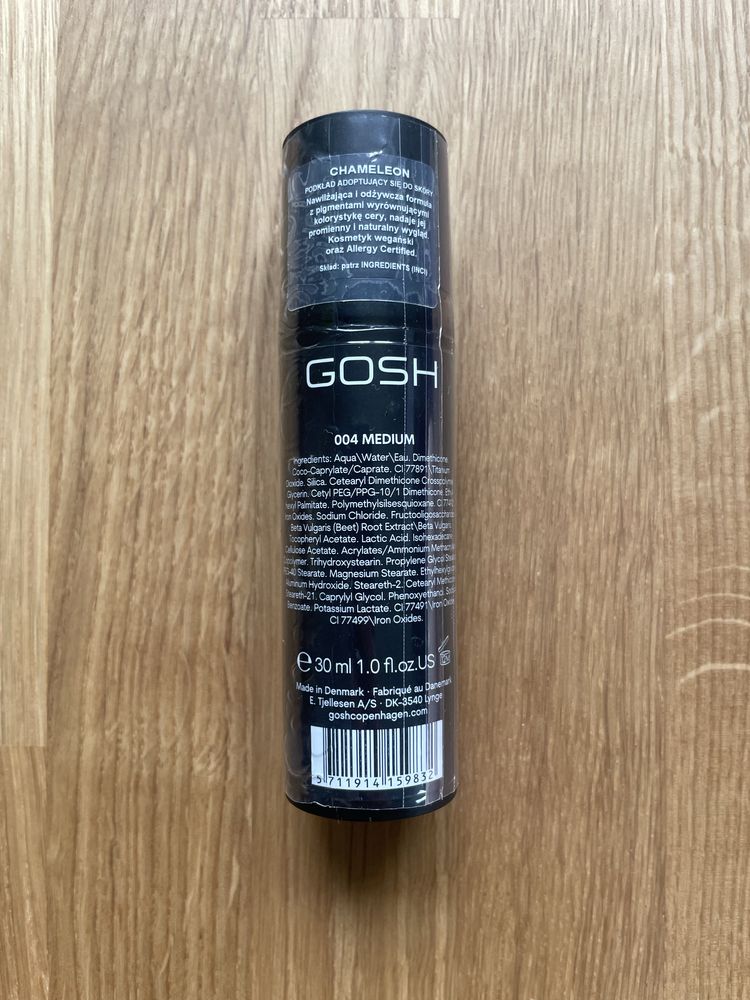 CHAMELEON
PODKŁAD ADOPTUJĄCY SIĘ DO SKÓRY
Nawilżająca i odżywcza formuła
z pigmentami wyrównującymi
kolorystykę cery, nadaje jej
promienny i naturalny wygląd.
Kosmetyk wegański
oraz Allergy Certified.
Skład: patrz INGREDIENTS (INCI)
GOSH
004 MEDIUM
Ingredients: Aqua\Water\Eau. Dimethicone.
Coco-Caprylate/Caprate. CI 77891\Titanium
Dioxide. Silica. Cetearyl Dimethicone
Glycerin. Cetyl PEG/PPG-10/1 Dimethicone.
Palmitate. Polymethylsilsesquioxane. CI
Iron Oxides. Sodium Chloride.
Beta Vulgaris (Beet) Root Extract\Beta Vulgaris
Tocopheryl Acetate. Lactic Acid.
Cellulose Acetate. Acrylates/Ammonium
Trihydroxystearin. Propylene Glycol
Stearate. Magnesium Stearate.
Hydroxide. Steareth-2. Cetearyl
Steareth-21. Caprylyl Glycol. Phenoxyethanol.
Benzoate. Potassium Lactate. CI 77491\Iron Oxides.
CI 77499\Iron Oxides.
e 30 ml 1.0 fl.oz.US
Made in Denmark · Fabriqué au Danemark
E. Tjellesen A/S · DK-3540 Lynge
goshcopenhagen.com
5 711914 159832